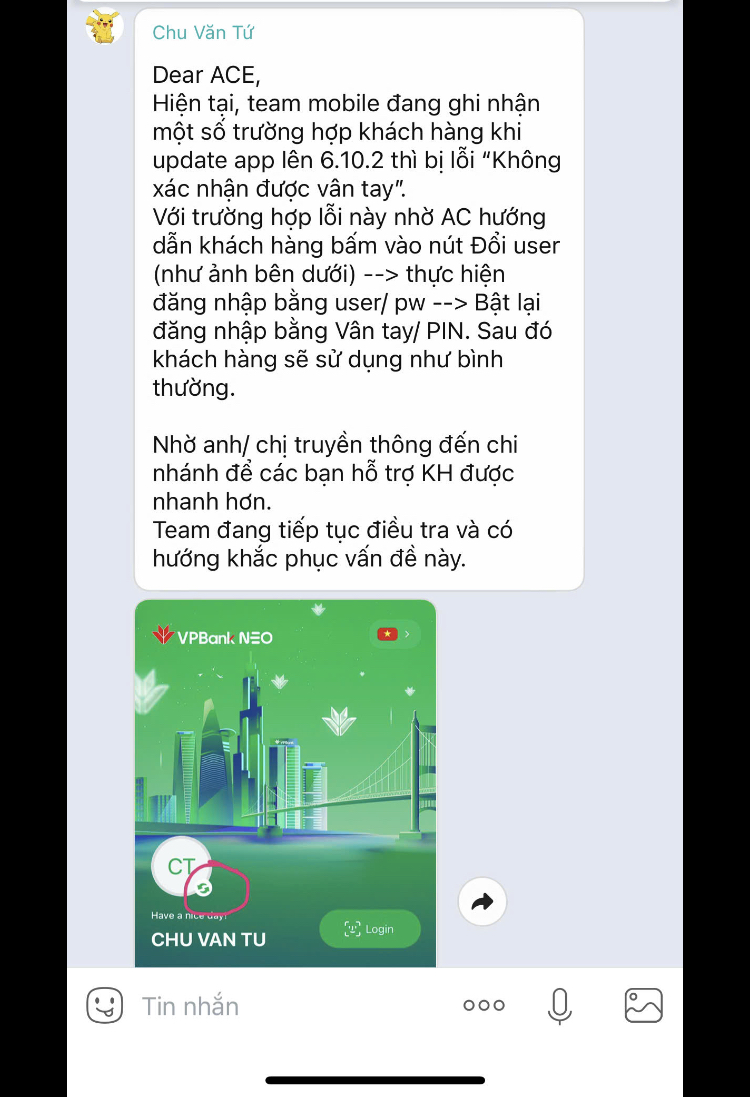 Chu Văn Tứ
Dear ACE,
Hiện tại, team mobile đang ghi nhận
một số trường hợp khách hàng khi
update app lên 6.10.2 thì bị lỗi “Không
xác nhận được vân tay”.
Với trường hợp lỗi này nhờ AC hướng
dẫn khách hàng bấm vào nút Đổi user
(như ảnh bên dưới) --> thực hiện
đăng nhập bằng user/ pw --> Bật lại
đăng nhập bằng Vân tay/ PIN. Sau đó
khách hàng sẽ sử dụng như bình
thường.
Nhờ anh/ chị truyền thông đến chi
nhánh để các bạn hỗ trợ KH được
nhanh hơn.
Team đang tiếp tục điều tra và có
hướng khắc phục vấn đề này.
VPBank NEO
CT
Have a nice day!
CHU VAN TU
Login
Tin nhắn